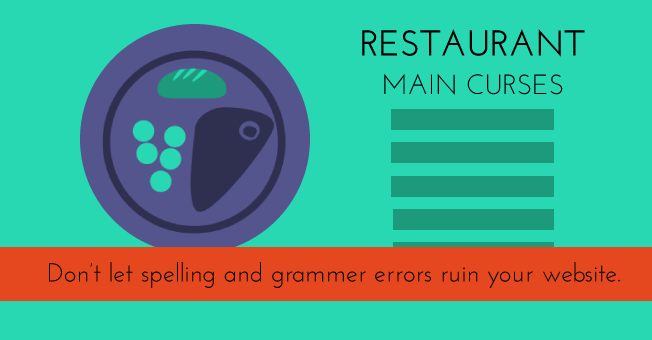 RESTAURANT
MAIN CURSES
Don't let spelling and grammer errors ruin your website.